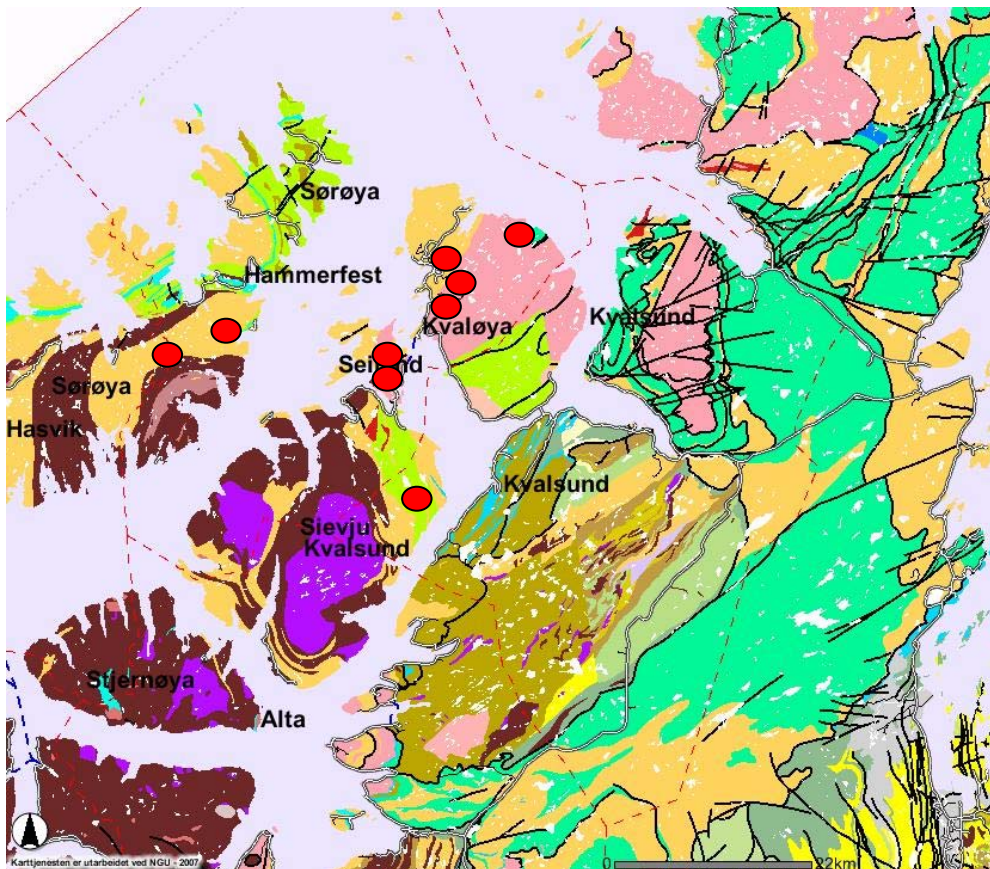 Sørøya
Hammerfest
Kvaløya
Kvalsund
Sørøya
Hasvik
Kvalsund
Sievju
Kvalsund
Stjernøya
Alta
Karttjenesten er utarbeidet ved NGU - 2007
0 22km